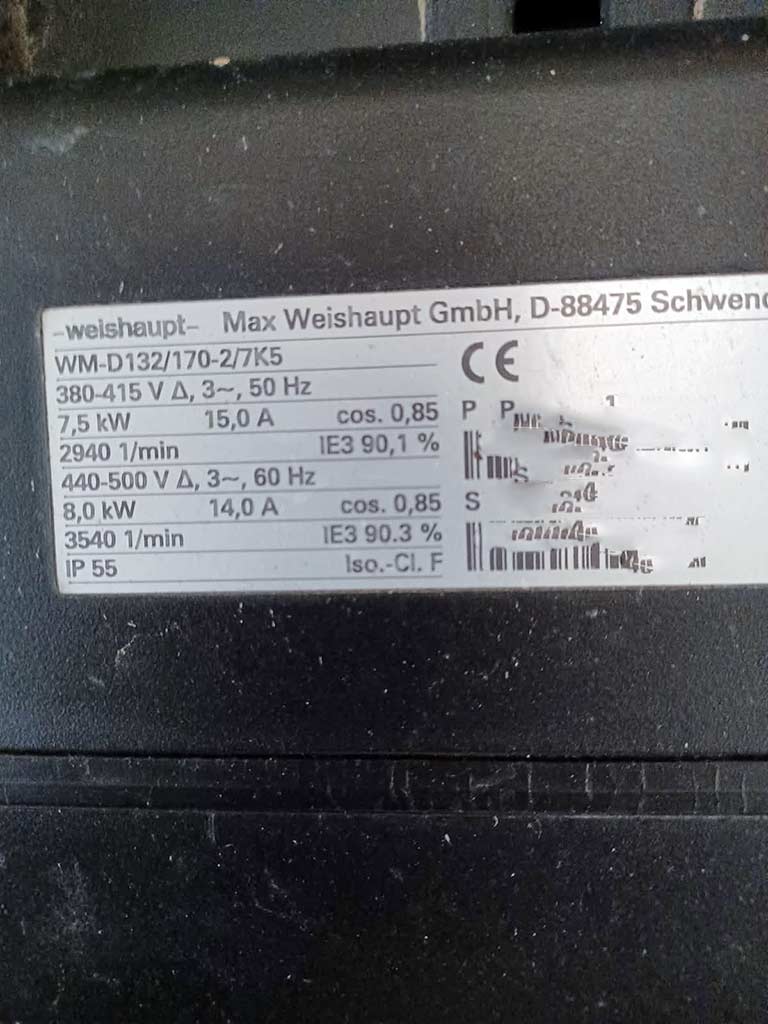 -weishaupt- Max Weishaupt GmbH, D-88475 Schwend
WM-D132/170-2/7K5
CE
380-415 V Δ, 3~, 50 Hz
7,5 kW 15,0 A cos. 0,85
P P
2940 1/min IE3 90,1 %
440-500 V Δ, 3~, 60 Hz
8,0 kW 14,0 A cos. 0,85
S
3540 1/min IE3 90.3 %
IP 55 Iso.-Cl. F